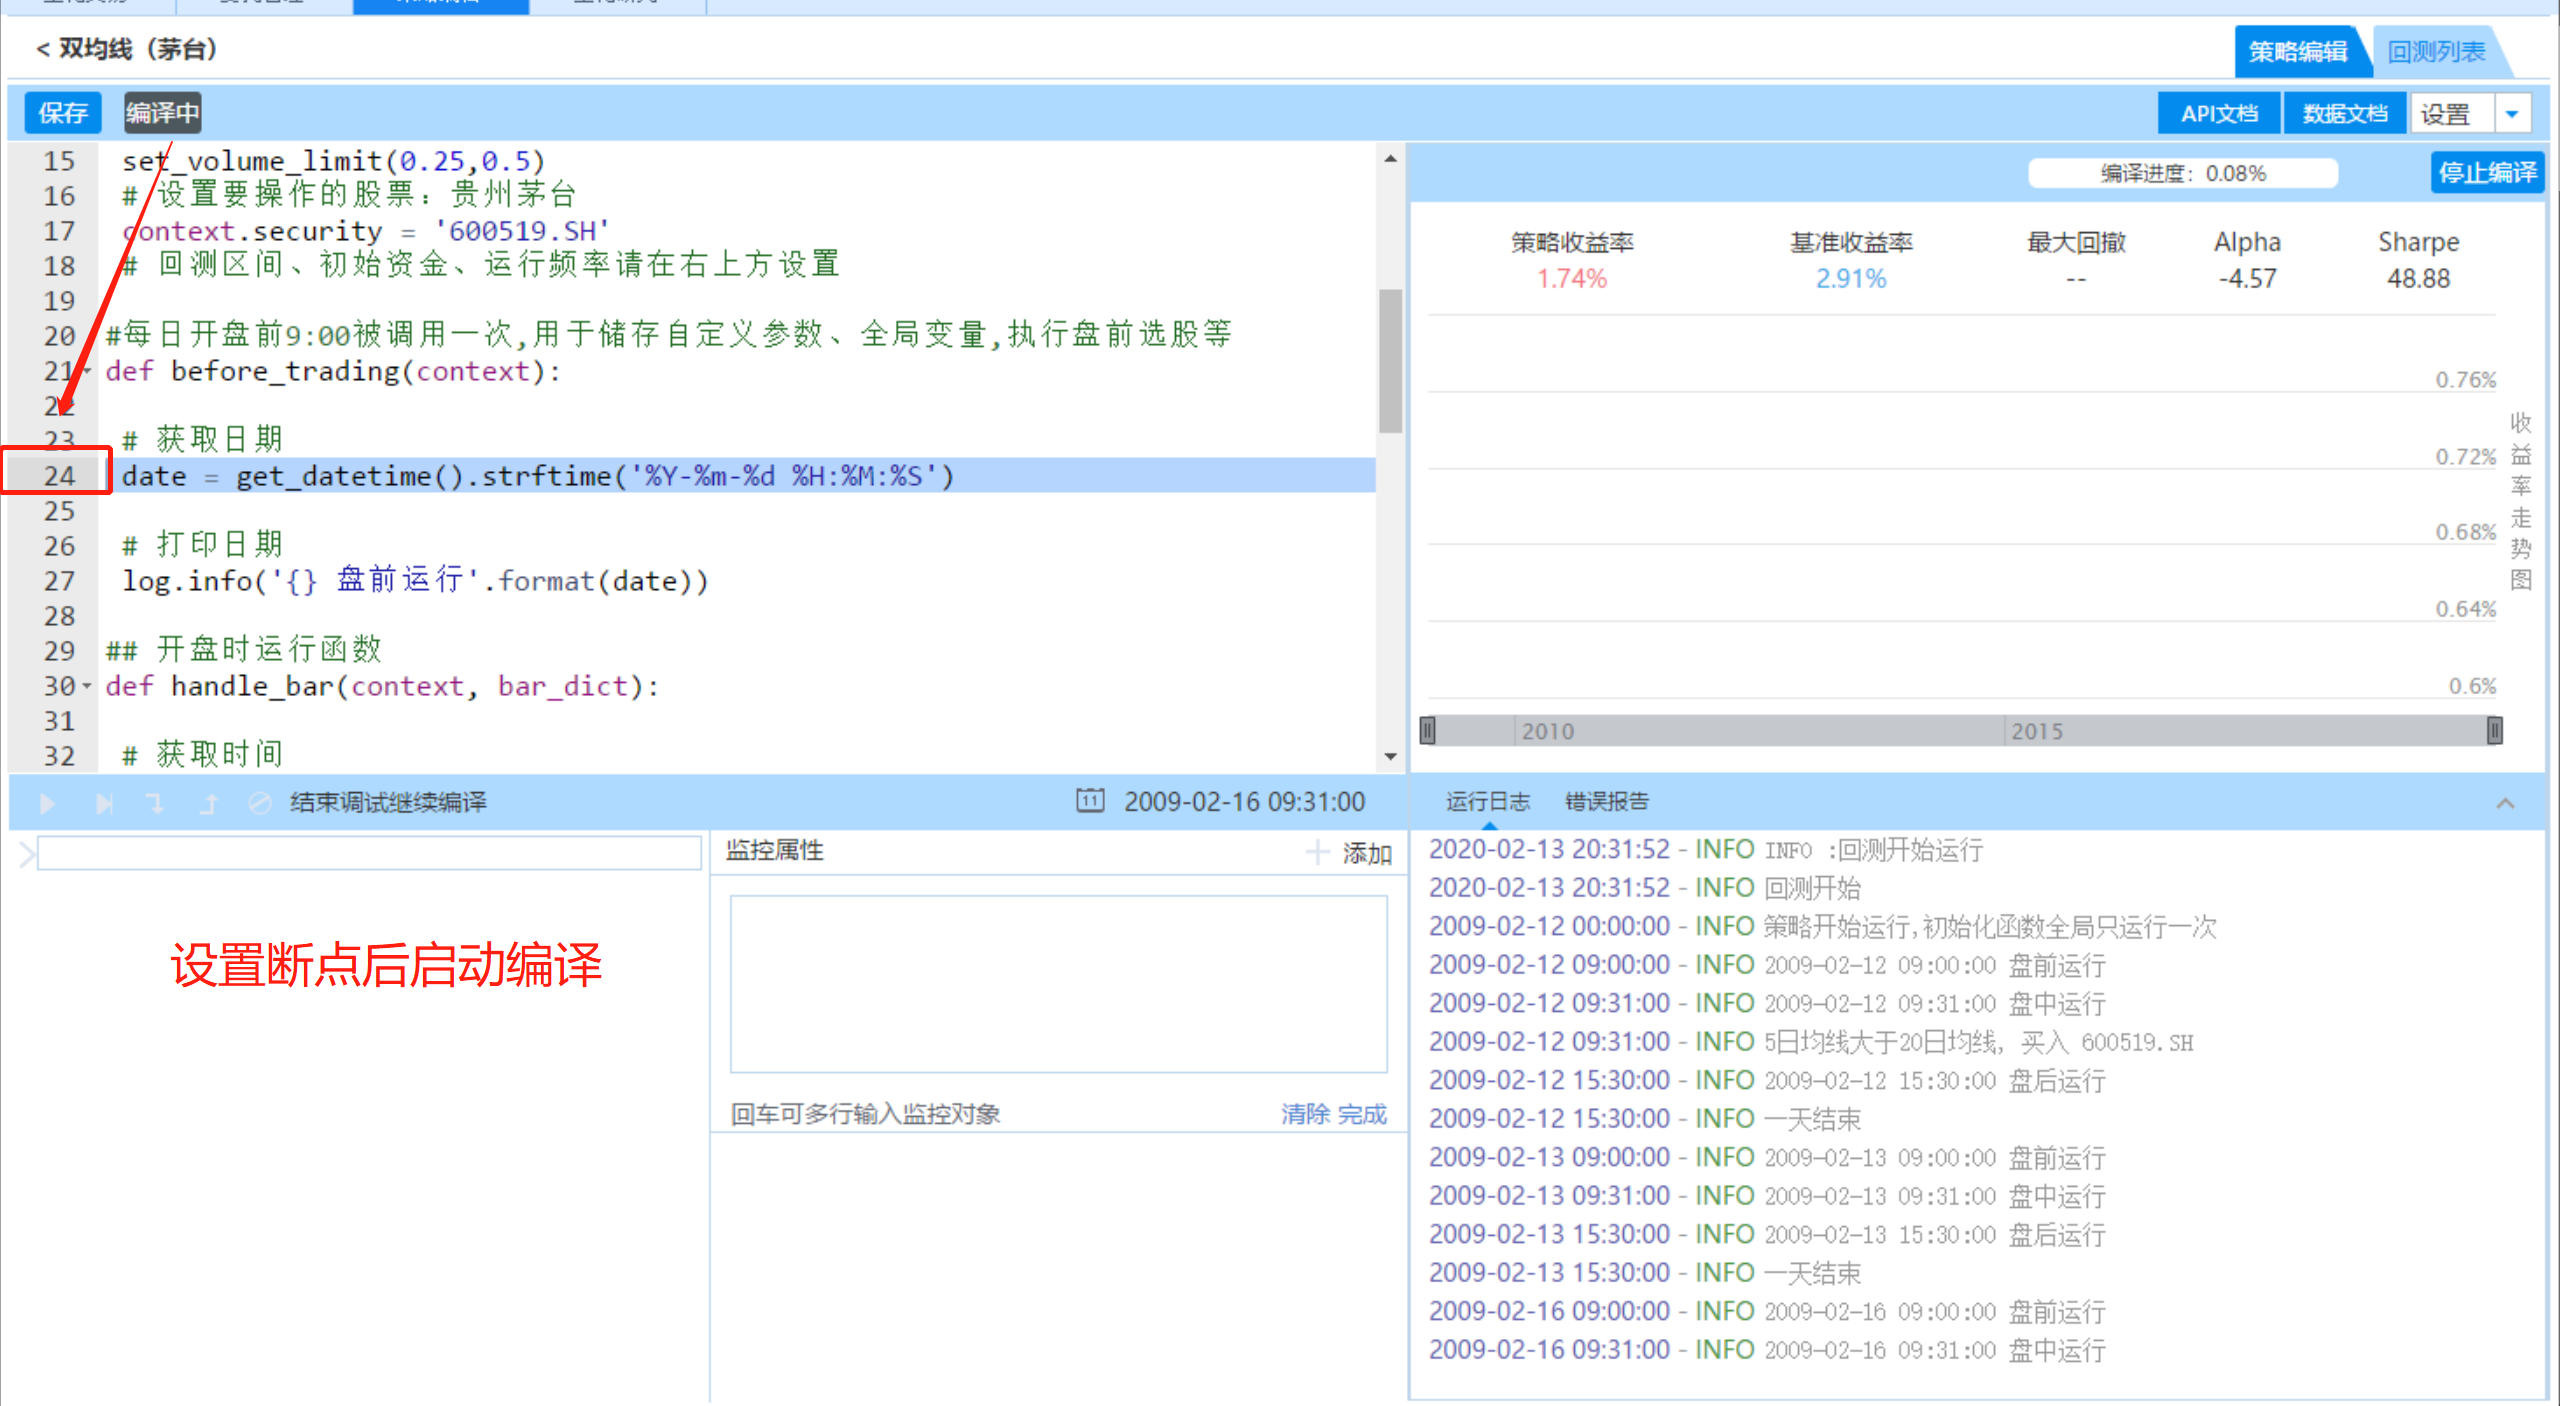 < 双均线（茅台）
策略编辑
回测列表
保存
编译中
API文档
数据文档
设置
15 set_volume_limit(0.25,0.5)
16 # 设置要操作的股票: 贵州茅台
17 context.security = '600519.SH'
18 # 回测区间、初始资金、运行频率请在右上方设置
19
20 #每日开盘前9:00被调用一次,用于储存自定义参数、全局变量,执行盘前选股等
21 def before_trading(context):
22
23 # 获取日期
24 date = get_datetime().strftime('%Y-%m-%d %H:%M:%S')
25
26 # 打印日期
27 log.info('{} 盘前运行'.format(date))
28
29 ## 开盘时运行函数
30 def handle_bar(context, bar_dict):
31
32 # 获取时间
编译进度: 0.08%
停止编译
策略收益率 基准收益率 最大回撤 Alpha Sharpe
1.74% 2.91% -- -4.57 48.88
0.76%
0.72%
0.68%
0.64%
0.6%
收益率走势图
2010 2015
结束调试继续编译
11
2009-02-16 09:31:00
监控属性
添加
设置断点后启动编译
回车可多行输入监控对象
清除 完成
运行日志 错误报告
2020-02-13 20:31:52 - INFO INFO :回测开始运行
2020-02-13 20:31:52 - INFO 回测开始
2009-02-12 00:00:00 - INFO 策略开始运行,初始化函数全局只运行一次
2009-02-12 09:00:00 - INFO 2009-02-12 09:00:00 盘前运行
2009-02-12 09:31:00 - INFO 2009-02-12 09:31:00 盘中运行
2009-02-12 09:31:00 - INFO 5日均线大于20日均线, 买入 600519.SH
2009-02-12 15:30:00 - INFO 2009-02-12 15:30:00 盘后运行
2009-02-12 15:30:00 - INFO 一天结束
2009-02-13 09:00:00 - INFO 2009-02-13 09:00:00 盘前运行
2009-02-13 09:31:00 - INFO 2009-02-13 09:31:00 盘中运行
2009-02-13 15:30:00 - INFO 2009-02-13 15:30:00 盘后运行
2009-02-13 15:30:00 - INFO 一天结束
2009-02-16 09:00:00 - INFO 2009-02-16 09:00:00 盘前运行
2009-02-16 09:31:00 - INFO 2009-02-16 09:31:00 盘中运行